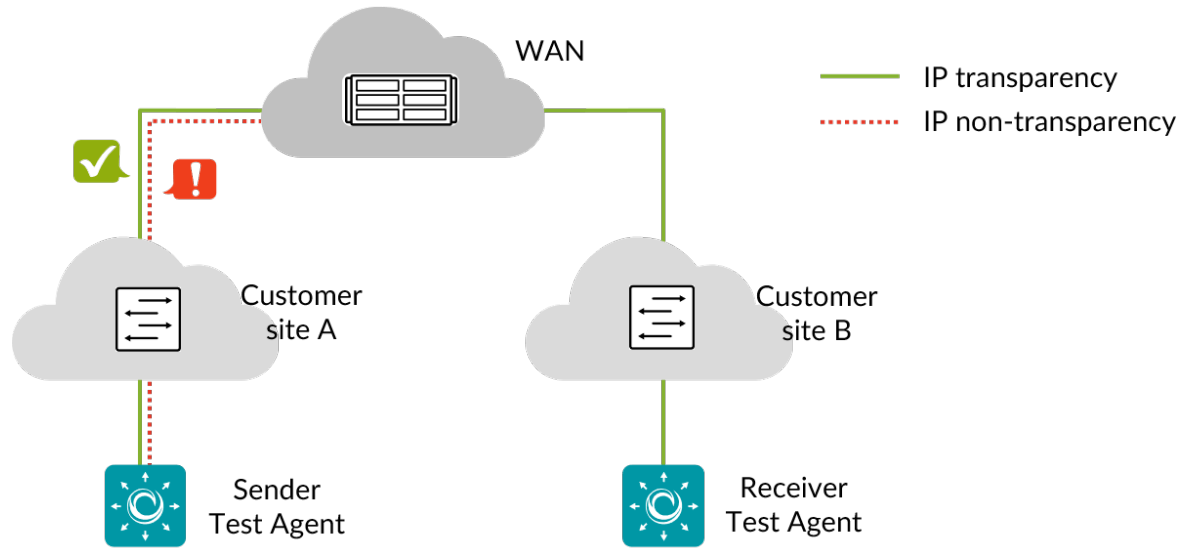 WAN
IP transparency
IP non-transparency
Customer
site A
Customer
site B
Sender
Test Agent
Receiver
Test Agent